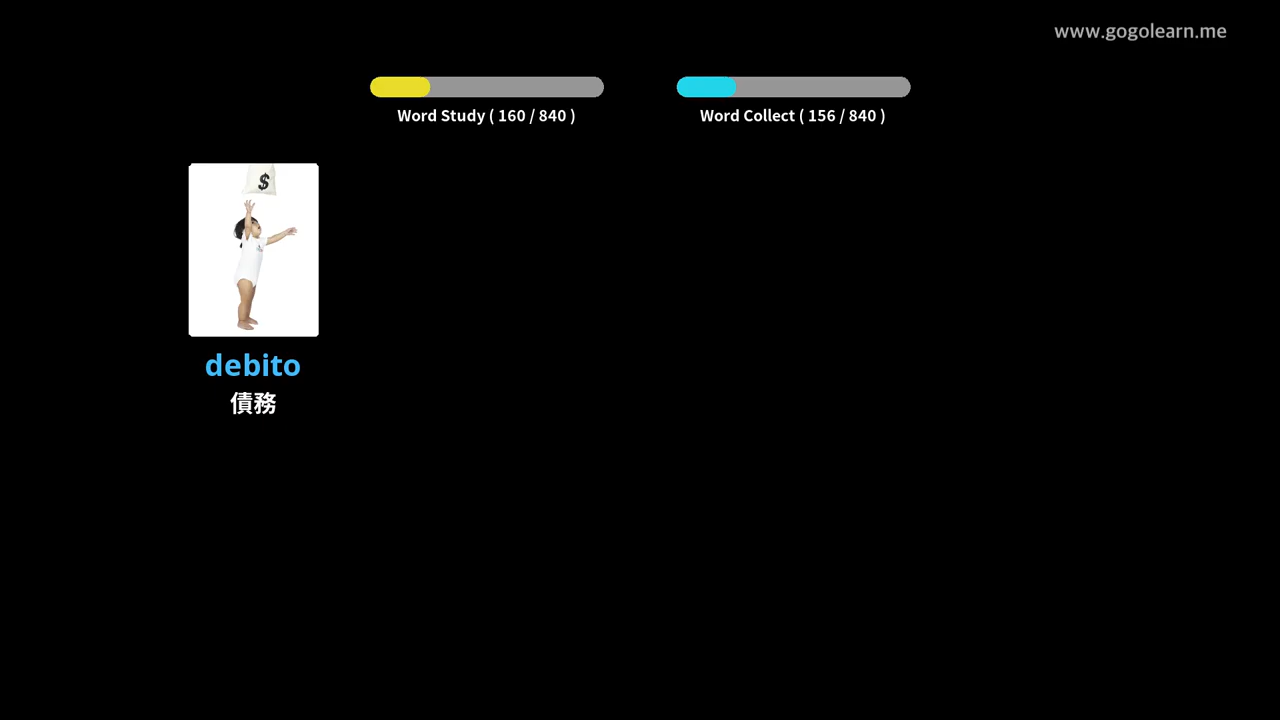 www.gogolearn.me
Word Study ( 160 / 840 )
Word Collect ( 156 / 840 )
$
debito
債務